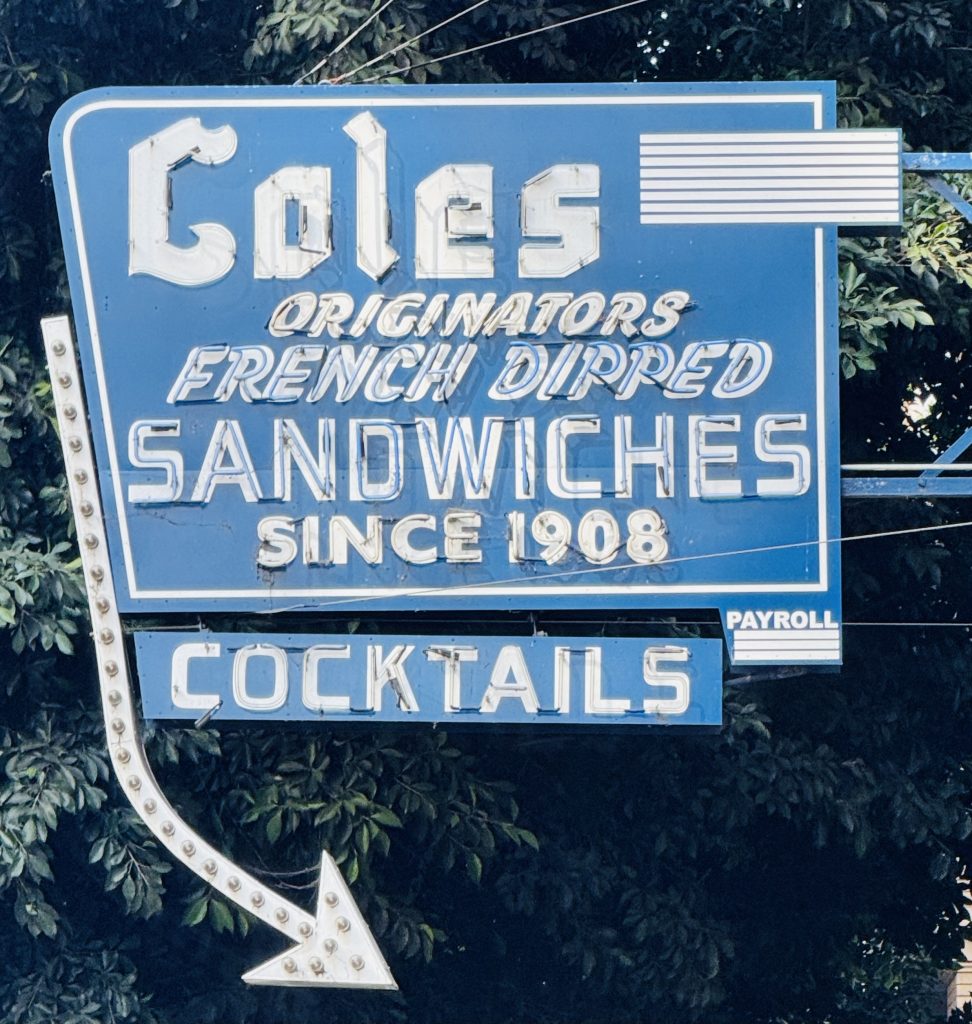 Coles
ORIGINATORS
FRENCH DIPPED
SANDWICHES
SINCE 1908
PAYROLL
COCKTAILS